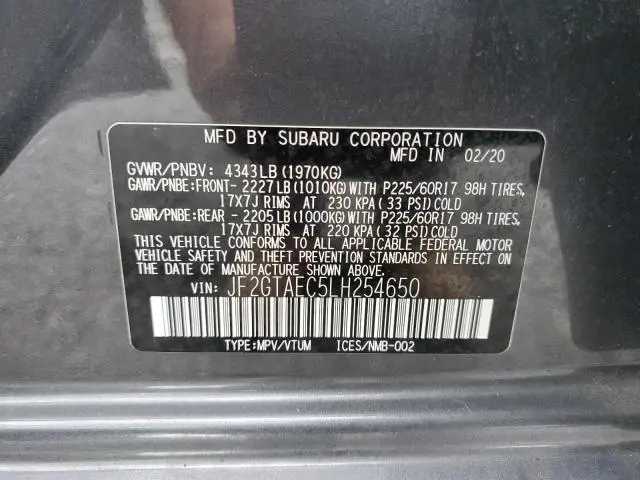 MFD BY SUBARU CORPORATION
MFD IN 02/20
GVWR/PNBV: 4343LB(1970KG)
GAWR/PNBE:FRONT- 2227LB(1010KG)WITH P225/60R17 98H TIRES,
17X7J RIMS AT 230 KPA(33 PSI)COLD
GAWR/PNBE:REAR - 2205LB(1000KG)WITH P225/60R17 98H TIRES,
17X7J RIMS AT 220 KPA(32 PSI)COLD
THIS VEHICLE CONFORMS TO ALL APPLICABLE FEDERAL MOTOR
VEHICLE SAFETY AND THEFT PREVENTION STANDARDS IN EFFECT
ON THE DATE OF MANUFACTURE SHOWN ABOVE.
VIN: JF2GTAEC5LH254650
TYPE:MPV/VTUM ICES/NMB-002